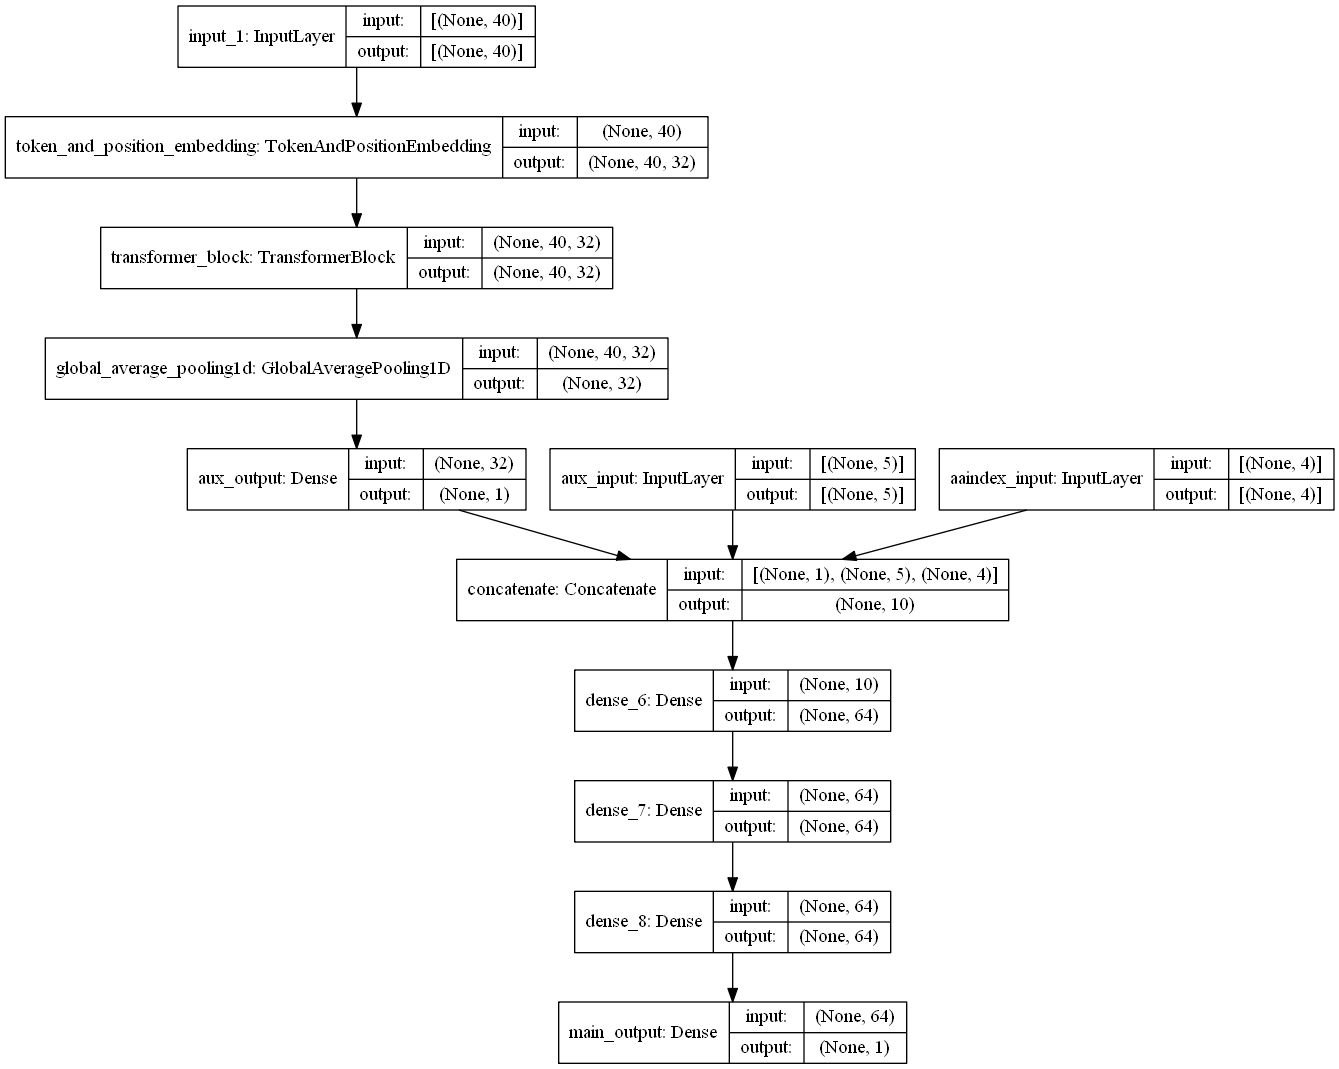 input_1: InputLayer
input: [(None, 40)]
output: [(None, 40)]
token_and_position_embedding: TokenAndPositionEmbedding
input: (None, 40)
output: (None, 40, 32)
transformer_block: TransformerBlock
input: (None, 40, 32)
output: (None, 40, 32)
global_average_pooling1d: GlobalAveragePooling1D
input: (None, 40, 32)
output: (None, 32)
aux_output: Dense
input: (None, 32)
output: (None, 1)
aux_input: InputLayer
input: [(None, 5)]
output: [(None, 5)]
aaindex_input: InputLayer
input: [(None, 4)]
output: [(None, 4)]
concatenate: Concatenate
input: [(None, 1), (None, 5), (None, 4)]
output: (None, 10)
dense_6: Dense
input: (None, 10)
output: (None, 64)
dense_7: Dense
input: (None, 64)
output: (None, 64)
dense_8: Dense
input: (None, 64)
output: (None, 64)
main_output: Dense
input: (None, 64)
output: (None, 1)